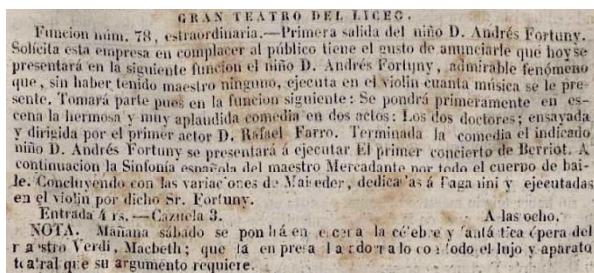 GRAN TEATRO DEL LICEO.
Funcion núm. 78, estraordinaria.—Primera salida del niño D. Andrés Fortuny.
Solícita esta empresa en complacer al público tiene el gusto de anunciarle que hoy se
presentará en la siguiente funcion el niño D. Andrés Fortuny, admirable fenómeno
que, sin haber tenido maestro ninguno, ejecuta en el violin cuanta música se le pre-
sente. Tomará parte pues en la funcion siguiente: Se pondrá primeramente en es-
cena la hermosa y muy aplaudida comedia en dos actos: Los dos doctores; ensayada
y dirigida por el primer actor D. Rafael Farro. Terminada la comedia el indicado
niño D. Andrés Fortuny se presentará á ejecutar El primer concierto de Berriot. A
continuacion la Sinfonía española del maestro Mercadante por todo el cuerpo de bai-
le. Concluyendo con las variaciones de Maiseder, dedicadas á Paganini y ejecutadas
en el violin por dicho Sr. Fortuny.
Entrada 4 rs.—Cazuela 3. A las ocho.
NOTA. Mañana sábado se pondrá en escena la célebre y fantástica ópera del
maestro Verdi, Macbeth; que la empresa ha adornado con todo el lujo y aparato
teatral que su argumento requiere.